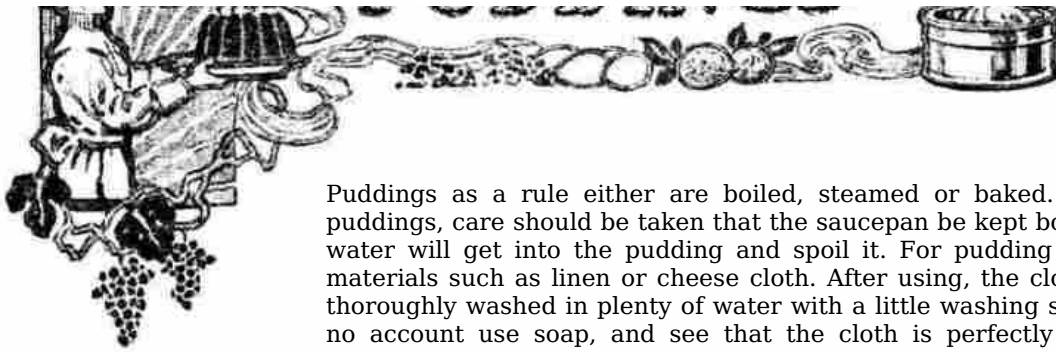 Puddings as a rule either are boiled, steamed or baked.
puddings, care should be taken that the saucepan be kept
water will get into the pudding and spoil it. For pudding
materials such as linen or cheese cloth. After using, the
thoroughly washed in plenty of water with a little washing
no account use soap, and see that the cloth is perfectly